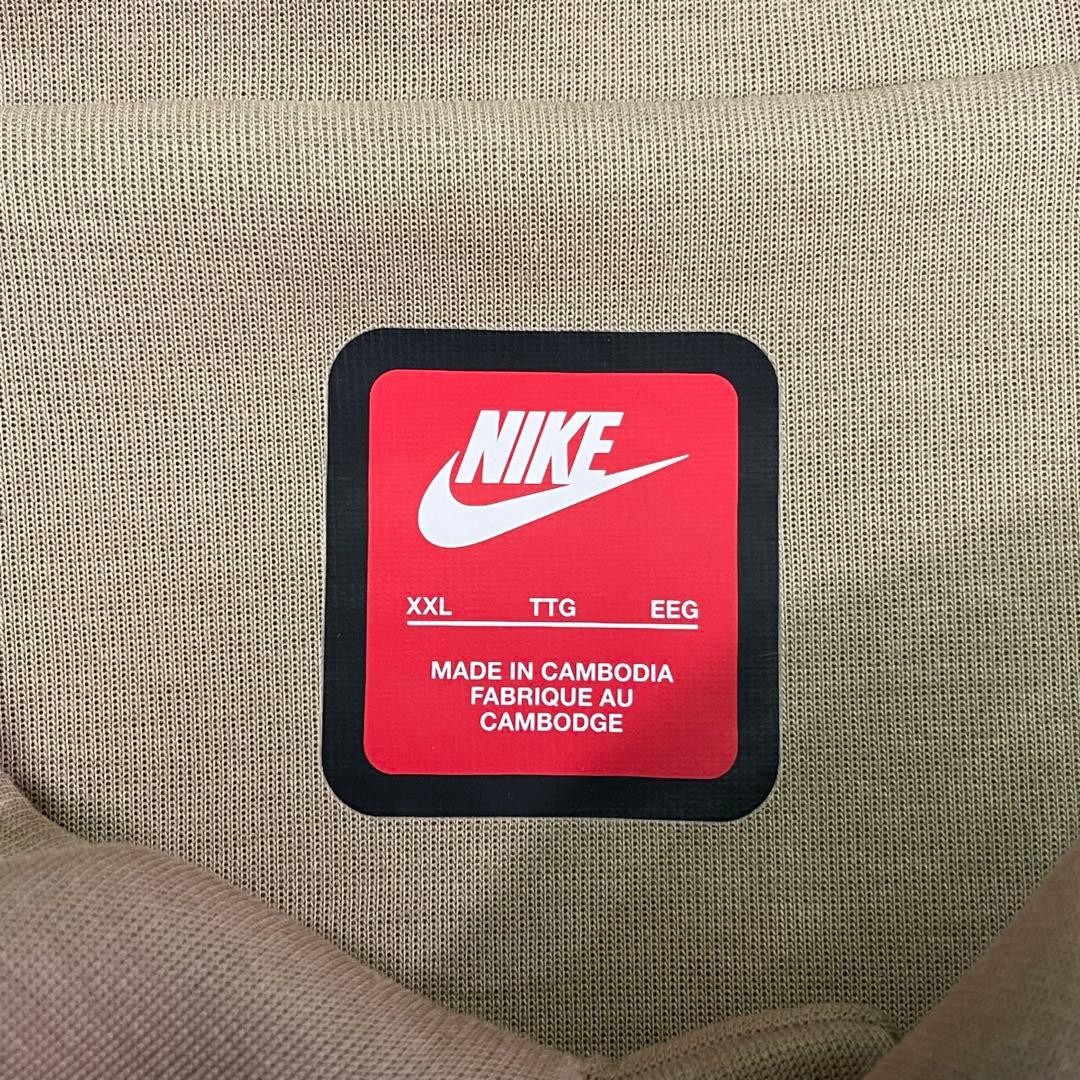 NIKE
XXL TTG EEG
MADE IN CAMBODIA
FABRIQUE AU
CAMBODGE